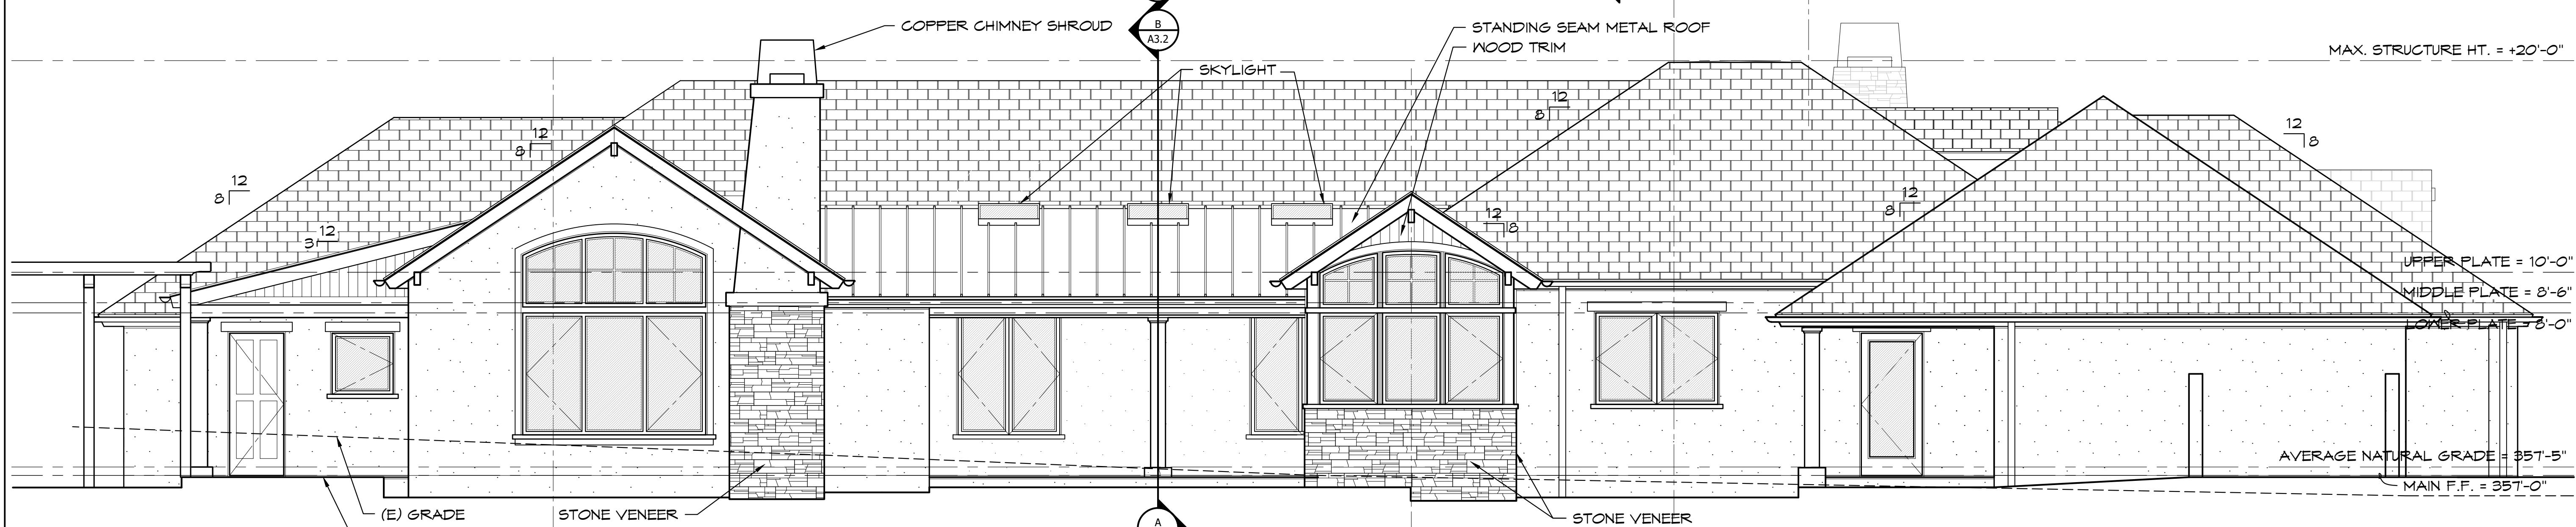 COPPER CHIMNEY SHROUD
B
A3.2
STANDING SEAM METAL ROOF
WOOD TRIM
SKYLIGHT
MAX. STRUCTURE HT. = +20'-0"
12
8
12
8
12
3
12
8
12
8
12
8
12
8
UPPER PLATE = 10'-0"
MIDDLE PLATE = 8'-6"
LOWER PLATE = 8'-0"
AVERAGE NATURAL GRADE = 357'-5"
MAIN F.F. = 357'-0"
(E) GRADE
STONE VENEER
A
STONE VENEER